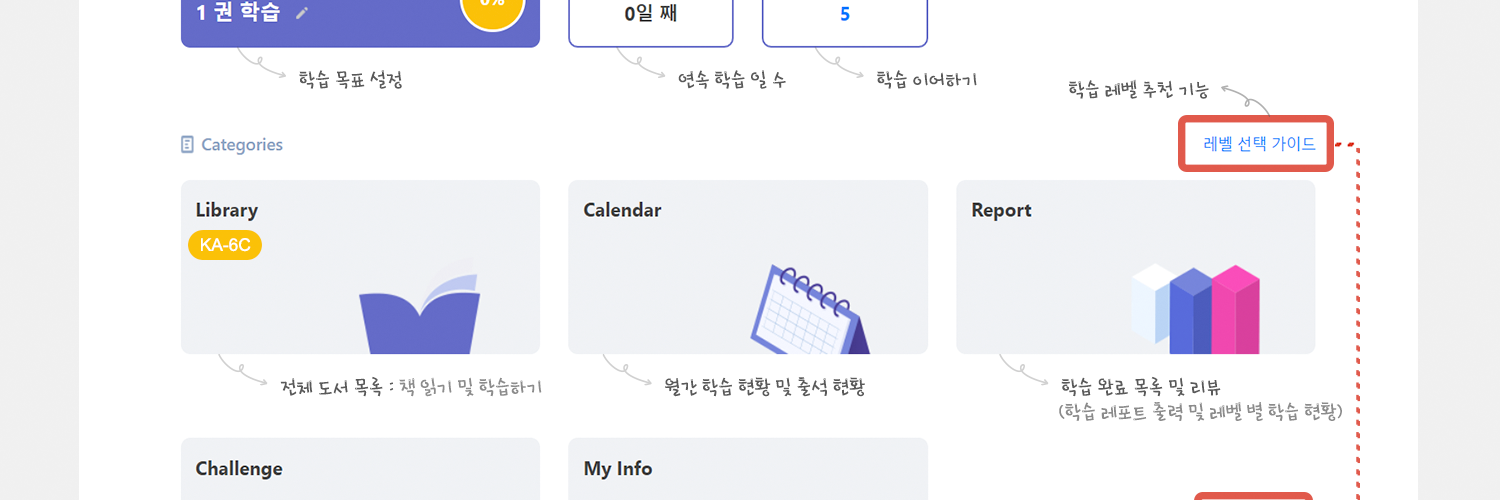 1 권 학습
0%
0일 째
5
학습 목표 설정
연속 학습 일 수
학습 이어하기
학습 레벨 추천 기능
Categories
레벨 선택 가이드
Library
KA-6C
Calendar
Report
전체 도서 목록 : 책 읽기 및 학습하기
월간 학습 현황 및 출석 현황
학습 완료 목록 및 리뷰
(학습 레포트 출력 및 레벨 별 학습 현황)
Challenge
My Info